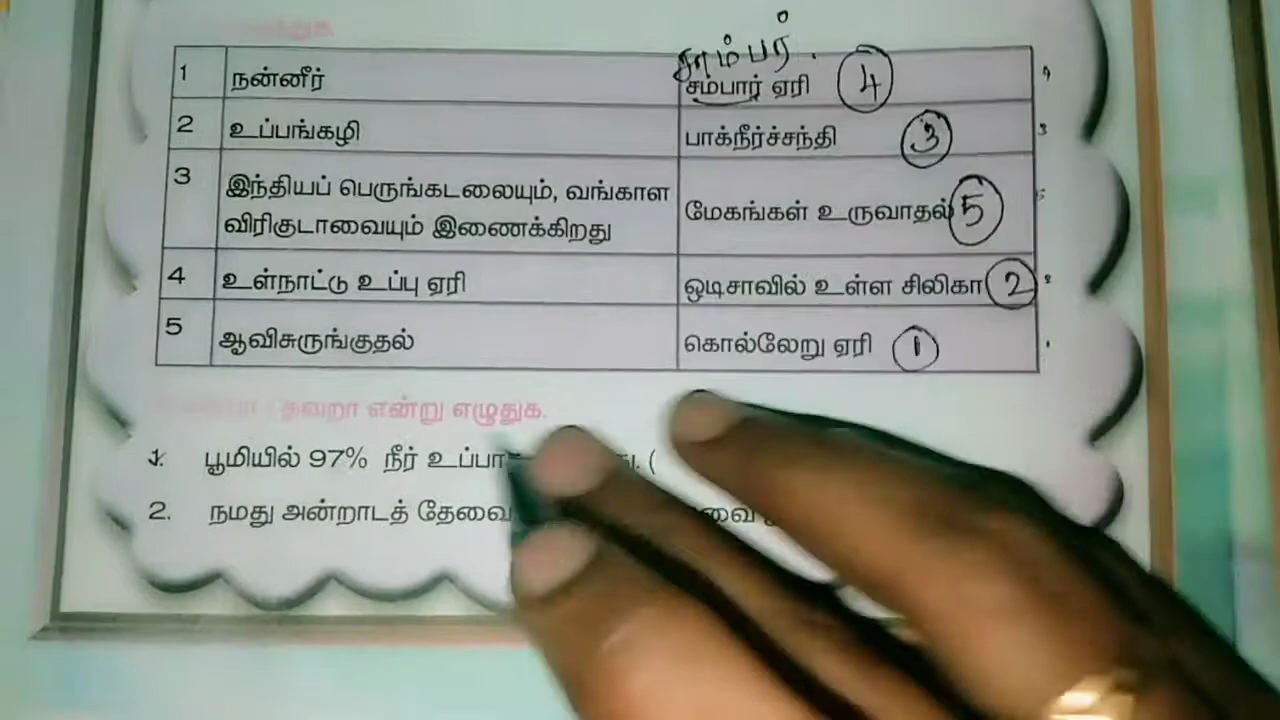 சாம்பர்.
1 நன்னீர் சம்பார் ஏரி 4
2 உப்பங்கழி பாக்நீர்ச்சந்தி 3
3 இந்தியப் பெருங்கடலையும், வங்காள
விரிகுடாவையும் இணைக்கிறது மேகங்கள் உருவாதல் 5
4 உள்நாட்டு உப்பு ஏரி ஒடிசாவில் உள்ள சிலிகா 2
5 ஆவிசுருங்குதல் கொல்லேறு ஏரி 1
தவறா என்று எழுதுக.
1. பூமியில் 97% நீர் (
2. நமது அன்றாடத்